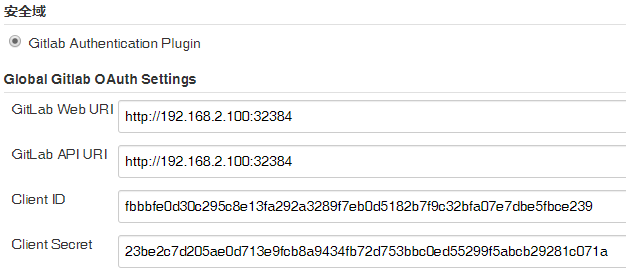 安全域
Gitlab Authentication Plugin
Global Gitlab OAuth Settings
GitLab Web URI http://192.168.2.100:32384
GitLab API URI http://192.168.2.100:32384
Client ID fbbbfe0d30c295c8e13fa292a3289f7eb0d5182b7f9c32bfa07e7dbe5fbce239
Client Secret 23be2c7d205ae0d713e9fcb8a9434fb72d753bbc0ed55299f5abcb29281c071a